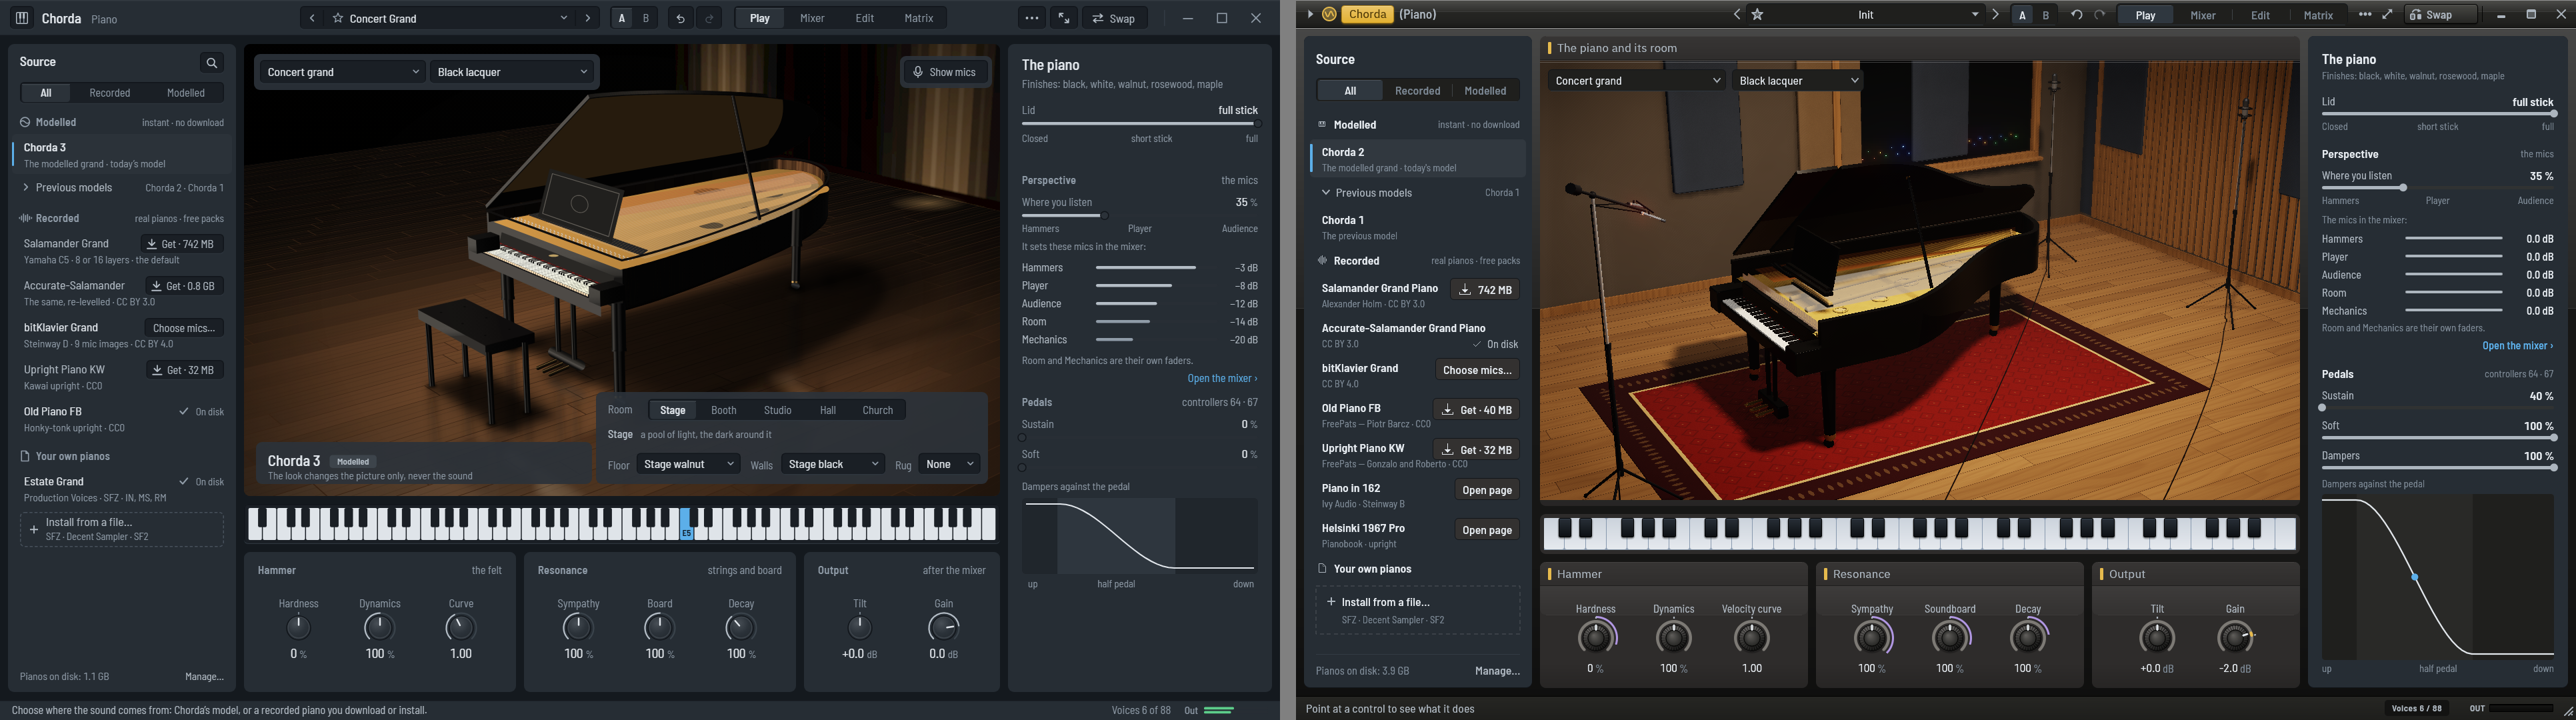 Chorda Piano
Concert Grand
A B
Play Mixer Edit Matrix
Swap
Source
All Recorded Modelled
Modelled instant · no download
Chorda 3
The modelled grand · today's model
Previous models Chorda 2 · Chorda 1
Recorded real pianos · free packs
Salamander Grand Get · 742 MB
Yamaha C5 · 8 or 16 layers · the default
Accurate-Salamander Get · 0.8 GB
The same, re-levelled · CC BY 3.0
bitKlavier Grand Choose mics...
Steinway D · 9 mic images · CC BY 4.0
Upright Piano KW Get · 32 MB
Kawai upright · CC0
Old Piano FB On disk
Honky-tonk upright · CC0
Your own pianos
Estate Grand On disk
Production Voices · SFZ · IN, MS, RM
Install from a file...
SFZ · Decent Sampler · SF2
Pianos on disk: 1.1 GB Manage...
Concert grand Black lacquer Show mics
Chorda 3 Modelled
The look changes the picture only, never the sound
Room Stage Booth Studio Hall Church
Stage a pool of light, the dark around it
Floor Stage walnut Walls Stage black Rug None
E5
Hammer the felt
Hardness Dynamics Curve
0 % 100 % 1.00
Resonance strings and board
Sympathy Board Decay
100 % 100 % 100 %
Output after the mixer
Tilt Gain
+0.0 dB 0.0 dB
The piano
Finishes: black, white, walnut, rosewood, maple
Lid full stick
Closed short stick full
Perspective the mics
Where you listen 35 %
Hammers Player Audience
It sets these mics in the mixer:
Hammers −3 dB
Player −8 dB
Audience −12 dB
Room −14 dB
Mechanics −20 dB
Room and Mechanics are their own faders.
Open the mixer ›
Pedals controllers 64 · 67
Sustain 0 %
Soft 0 %
Dampers against the pedal
up half pedal down
Choose where the sound comes from: Chorda's model, or a recorded piano you download or install.
Voices 6 of 88 Out
Chorda (Piano)
Init
A B
Play Mixer Edit Matrix
Swap
Source
All Recorded Modelled
Modelled instant · no download
Chorda 2
The modelled grand · today's model
Previous models Chorda 1
Chorda 1
The previous model
Recorded real pianos · free packs
Salamander Grand Piano 742 MB
Alexander Holm · CC BY 3.0
Accurate-Salamander Grand Piano
CC BY 3.0 On disk
bitKlavier Grand Choose mics...
CC BY 4.0
Old Piano FB Get · 40 MB
FreePats — Piotr Barcz · CC0
Upright Piano KW Get · 32 MB
FreePats — Gonzalo and Roberto · CC0
Piano in 162 Open page
Ivy Audio · Steinway B
Helsinki 1967 Pro Open page
Pianobook · upright
Your own pianos
Install from a file...
SFZ · Decent Sampler · SF2
Pianos on disk: 3.9 GB Manage...
The piano and its room
Concert grand Black lacquer
Hammer
Hardness Dynamics Velocity curve
0 % 100 % 1.00
Resonance
Sympathy Soundboard Decay
100 % 100 % 100 %
Output
Tilt Gain
+0.0 dB -2.0 dB
The piano
Finishes: black, white, walnut, rosewood, maple
Lid full stick
Closed short stick full
Perspective the mics
Where you listen 35 %
Hammers Player Audience
The mics in the mixer:
Hammers 0.0 dB
Player 0.0 dB
Audience 0.0 dB
Room 0.0 dB
Mechanics 0.0 dB
Room and Mechanics are their own faders.
Open the mixer ›
Pedals controllers 64 · 67
Sustain 40 %
Soft 100 %
Dampers 100 %
Dampers against the pedal
up half pedal down
Point at a control to see what it does
Voices 6 / 88 OUT